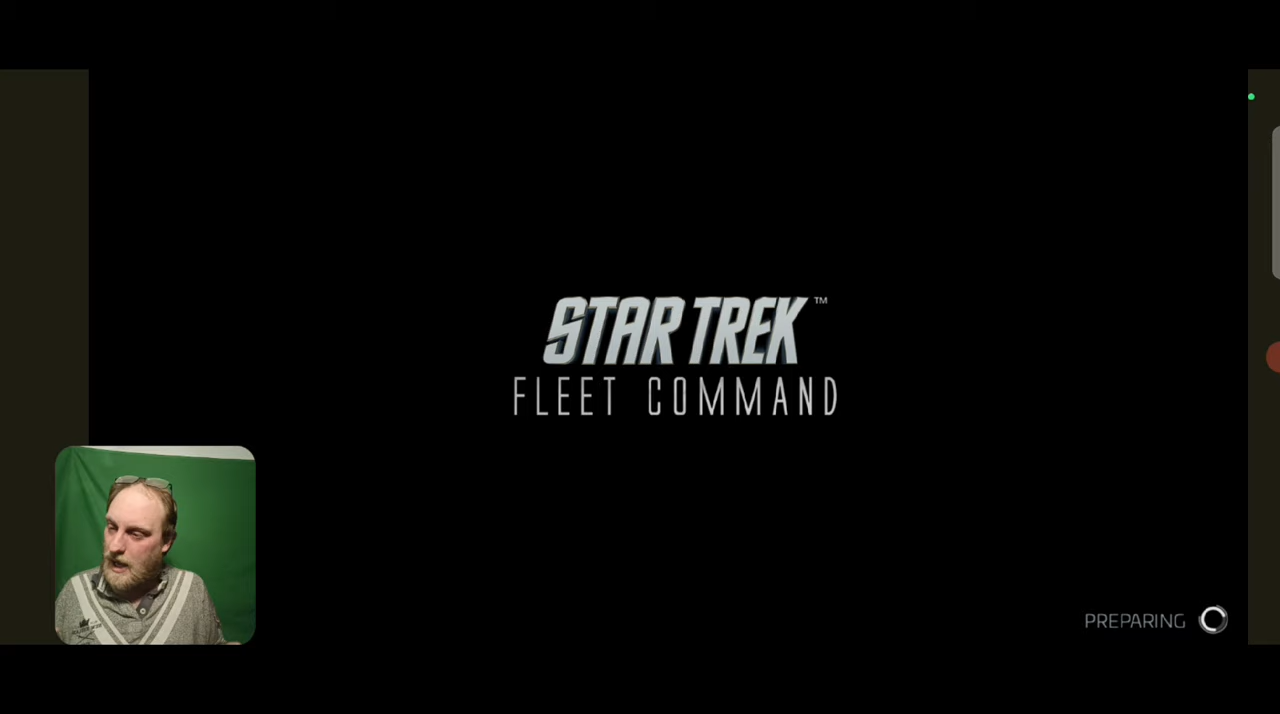 STAR TREK™
FLEET COMMAND
PREPARING